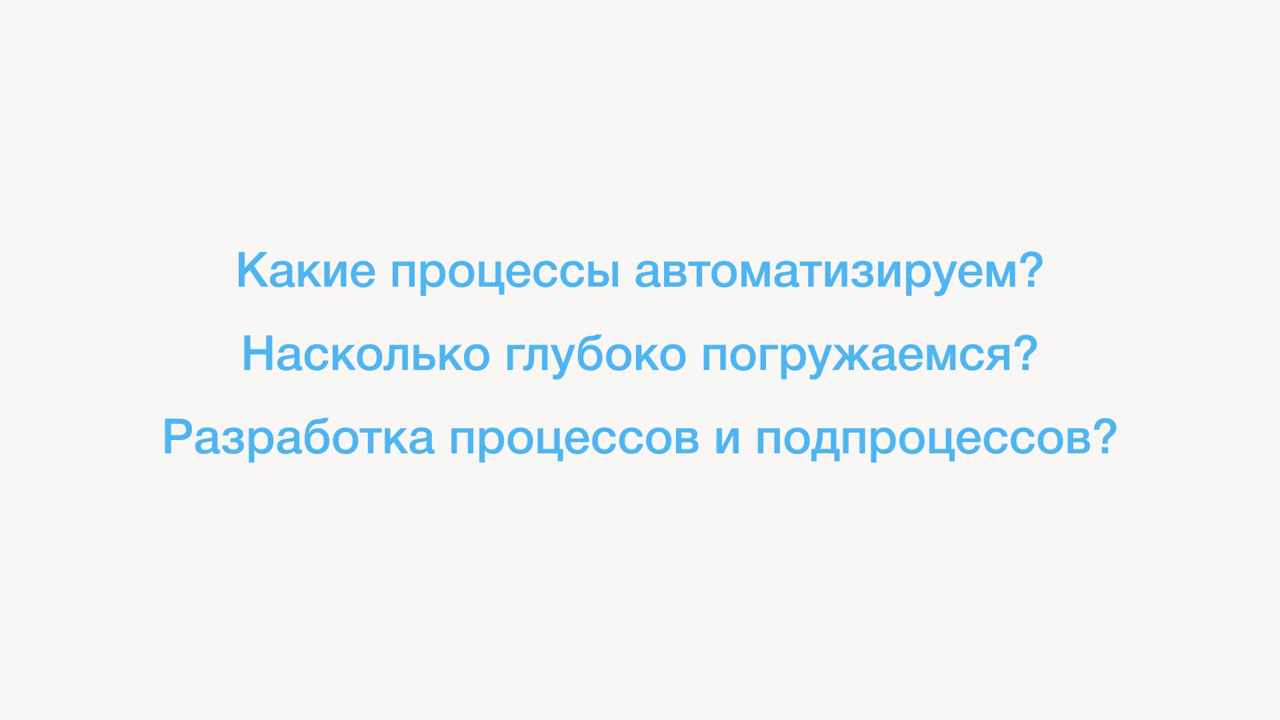 Какие процессы автоматизируем?
Насколько глубоко погружаемся?
Разработка процессов и подпроцессов?